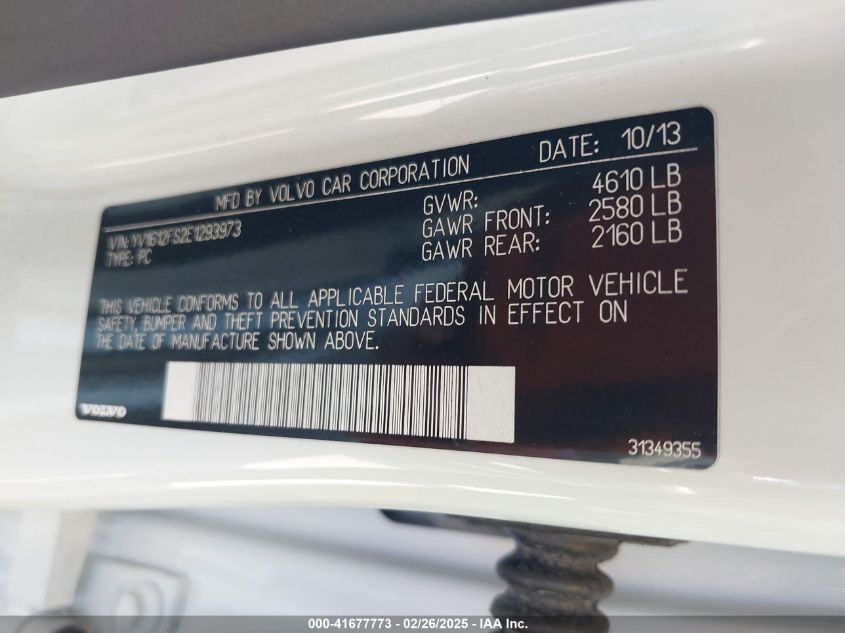 MFD BY VOLVO CAR CORPORATION
DATE: 10/13
VIN: YV1612FS2E1293973
TYPE: PC
GVWR: 4610 LB
GAWR FRONT: 2580 LB
GAWR REAR: 2160 LB
THIS VEHICLE CONFORMS TO ALL APPLICABLE FEDERAL MOTOR VEHICLE
SAFETY, BUMPER AND THEFT PREVENTION STANDARDS IN EFFECT ON
THE DATE OF MANUFACTURE SHOWN ABOVE.
VOLVO
31349355
000-41677773 - 02/26/2025 - IAA Inc.